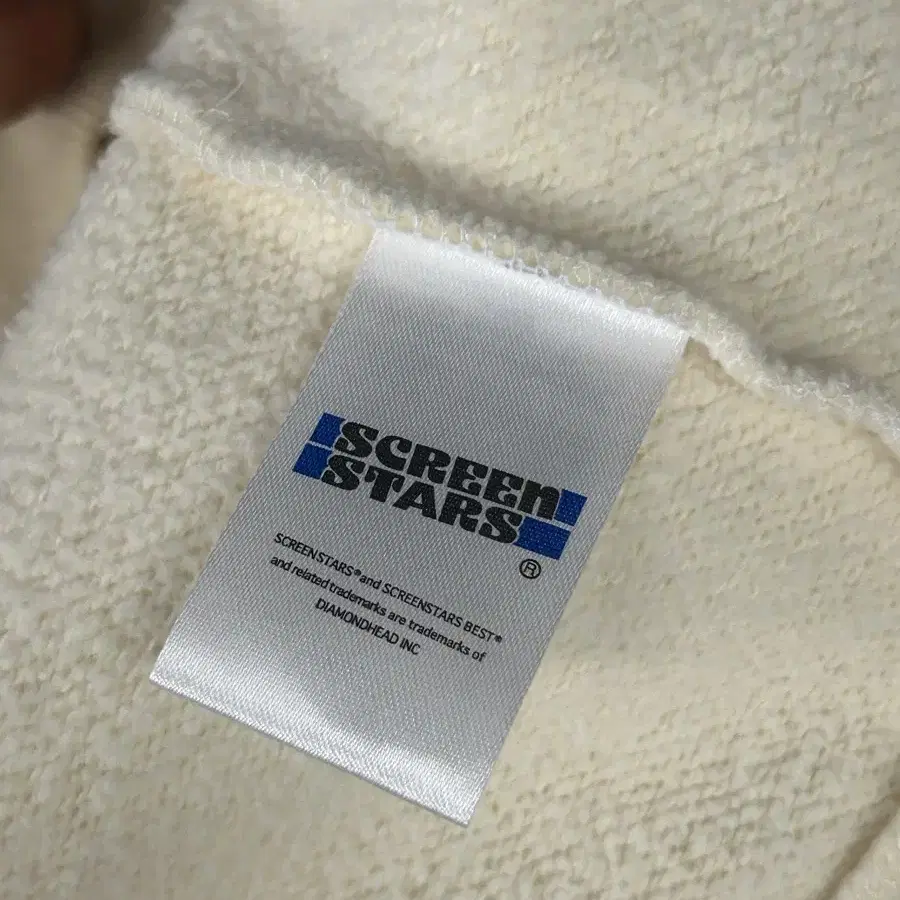 SCREEN
STARS
®
SCREENSTARS® and SCREENSTARS BEST®
and related trademarks are trademarks of
DIAMONDHEAD INC